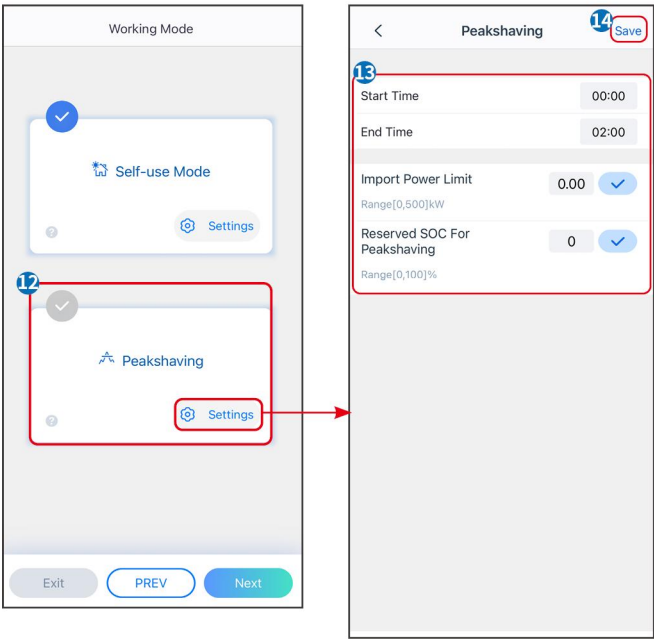 Working Mode
Self-use Mode
?
Settings
12
Peakshaving
?
Settings
Exit
PREV
Next
Peakshaving
14
Save
13
Start Time
00:00
End Time
02:00
Import Power Limit
0.00
Range[0,500]kW
Reserved SOC For
Peakshaving
0
Range[0,100]%